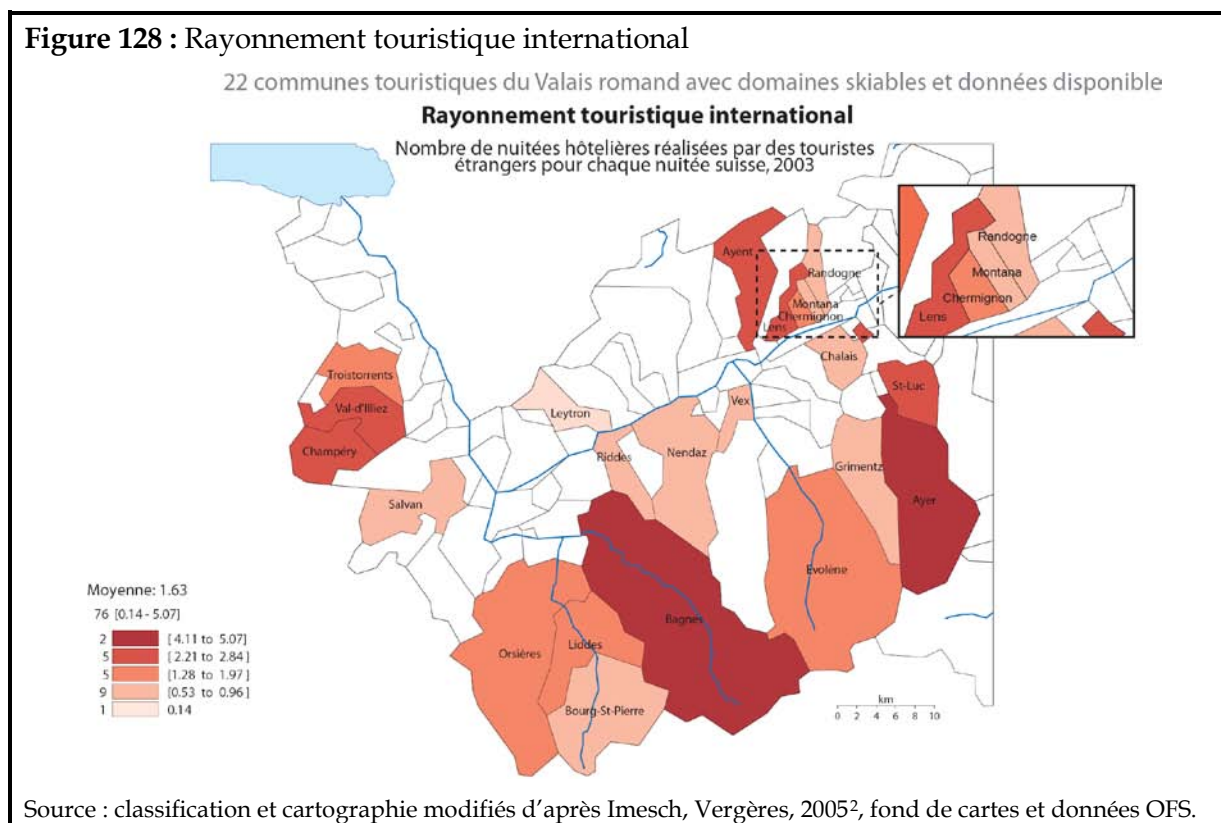 Figure 128 : Rayonnement touristique international
22 communes touristiques du Valais romand avec domaines skiables et données disponible
Rayonnement touristique international
Nombre de nuitées hôtelières réalisées par des touristes
étrangers pour chaque nuitée suisse, 2003
Ayent
Randogne
Montana
Chermignon
Lens
Randogne
Montana
Chermignon
Lens
Chalais
St-Luc
Troistorrents
Val-d'Illiez
Champéry
Leytron
Vex
Riddes
Nendaz
Grimentz
Ayer
Salvan
Evolène
Bagnes
Orsières
Liddes
Bourg-St-Pierre
Moyenne: 1.63
76 [0.14 - 5.07]
2 [4.11 to 5.07]
5 [2.21 to 2.84]
5 [1.28 to 1.97]
9 [0.53 to 0.96]
1 0.14
km
0 2 4 6 8 10
Source : classification et cartographie modifiés d'après Imesch, Vergères, 2005², fond de cartes et données OFS.